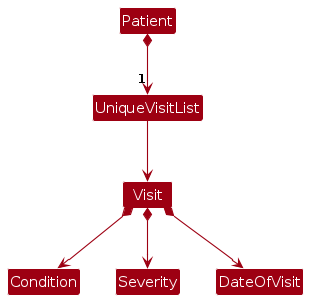 Patient
1
UniqueVisitList
Visit
Condition
Severity
DateOfVisit